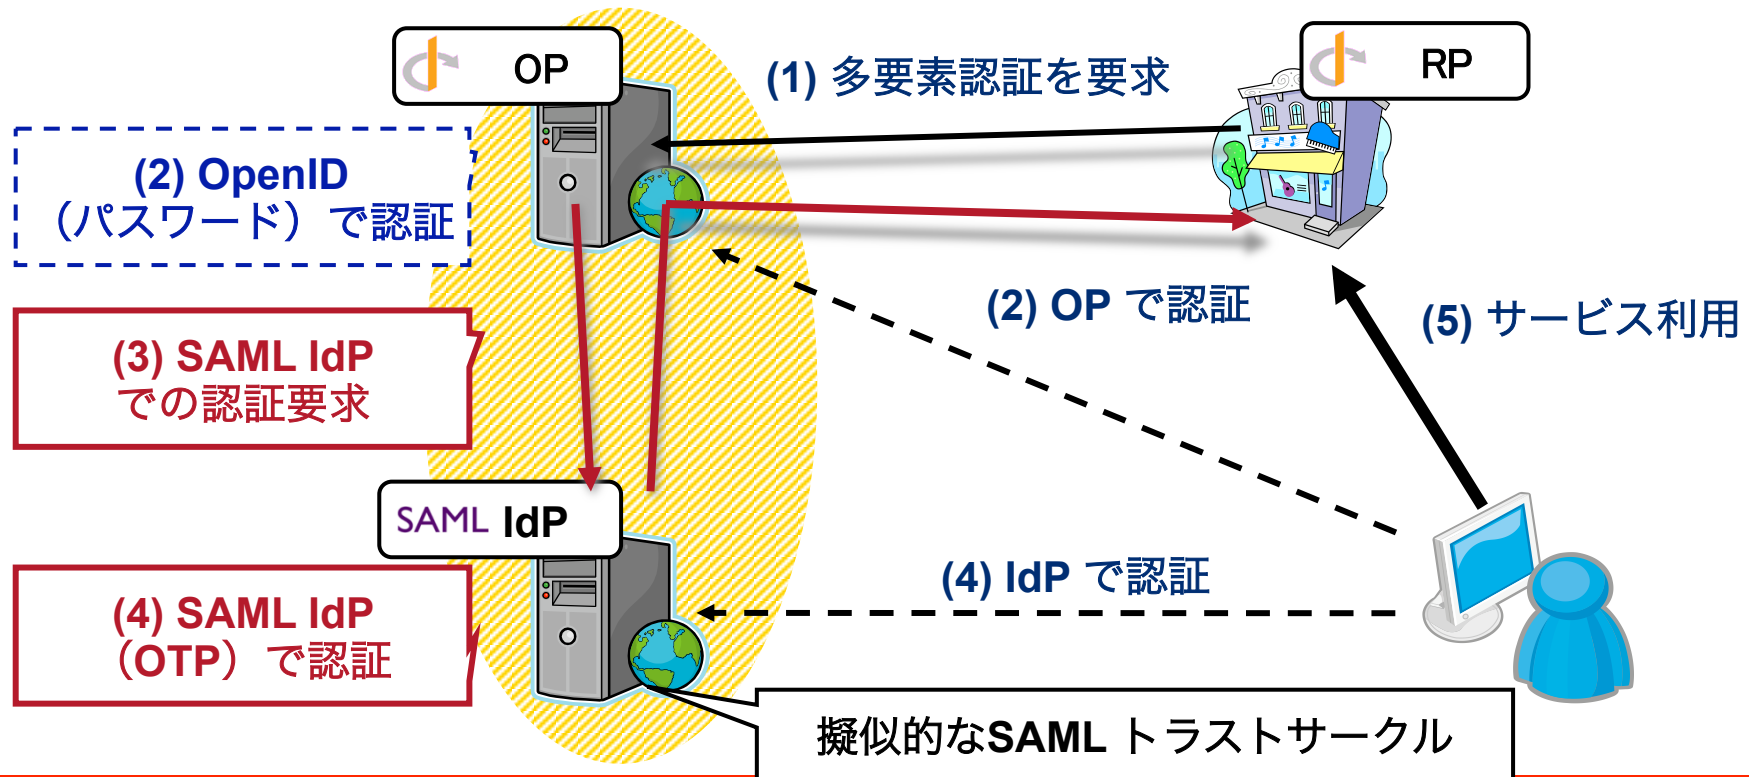 OP
RP
(1) 多要素認証を要求
(2) OpenID
（パスワード）で認証
(2) OP で認証
(5) サービス利用
(3) SAML IdP
での認証要求
SAML IdP
(4) IdP で認証
(4) SAML IdP
（OTP）で認証
擬似的なSAML トラストサークル